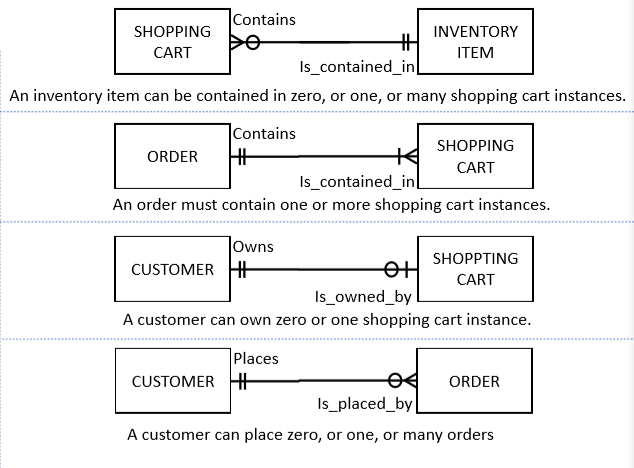 Contains
SHOPPING
CART
INVENTORY
ITEM
Is_contained_in
An inventory item can be contained in zero, or one, or many shopping cart instances.
Contains
ORDER
SHOPPING
CART
Is_contained_in
An order must contain one or more shopping cart instances.
Owns
CUSTOMER
SHOPPTING
CART
Is_owned_by
A customer can own zero or one shopping cart instance.
Places
CUSTOMER
ORDER
Is_placed_by
A customer can place zero, or one, or many orders